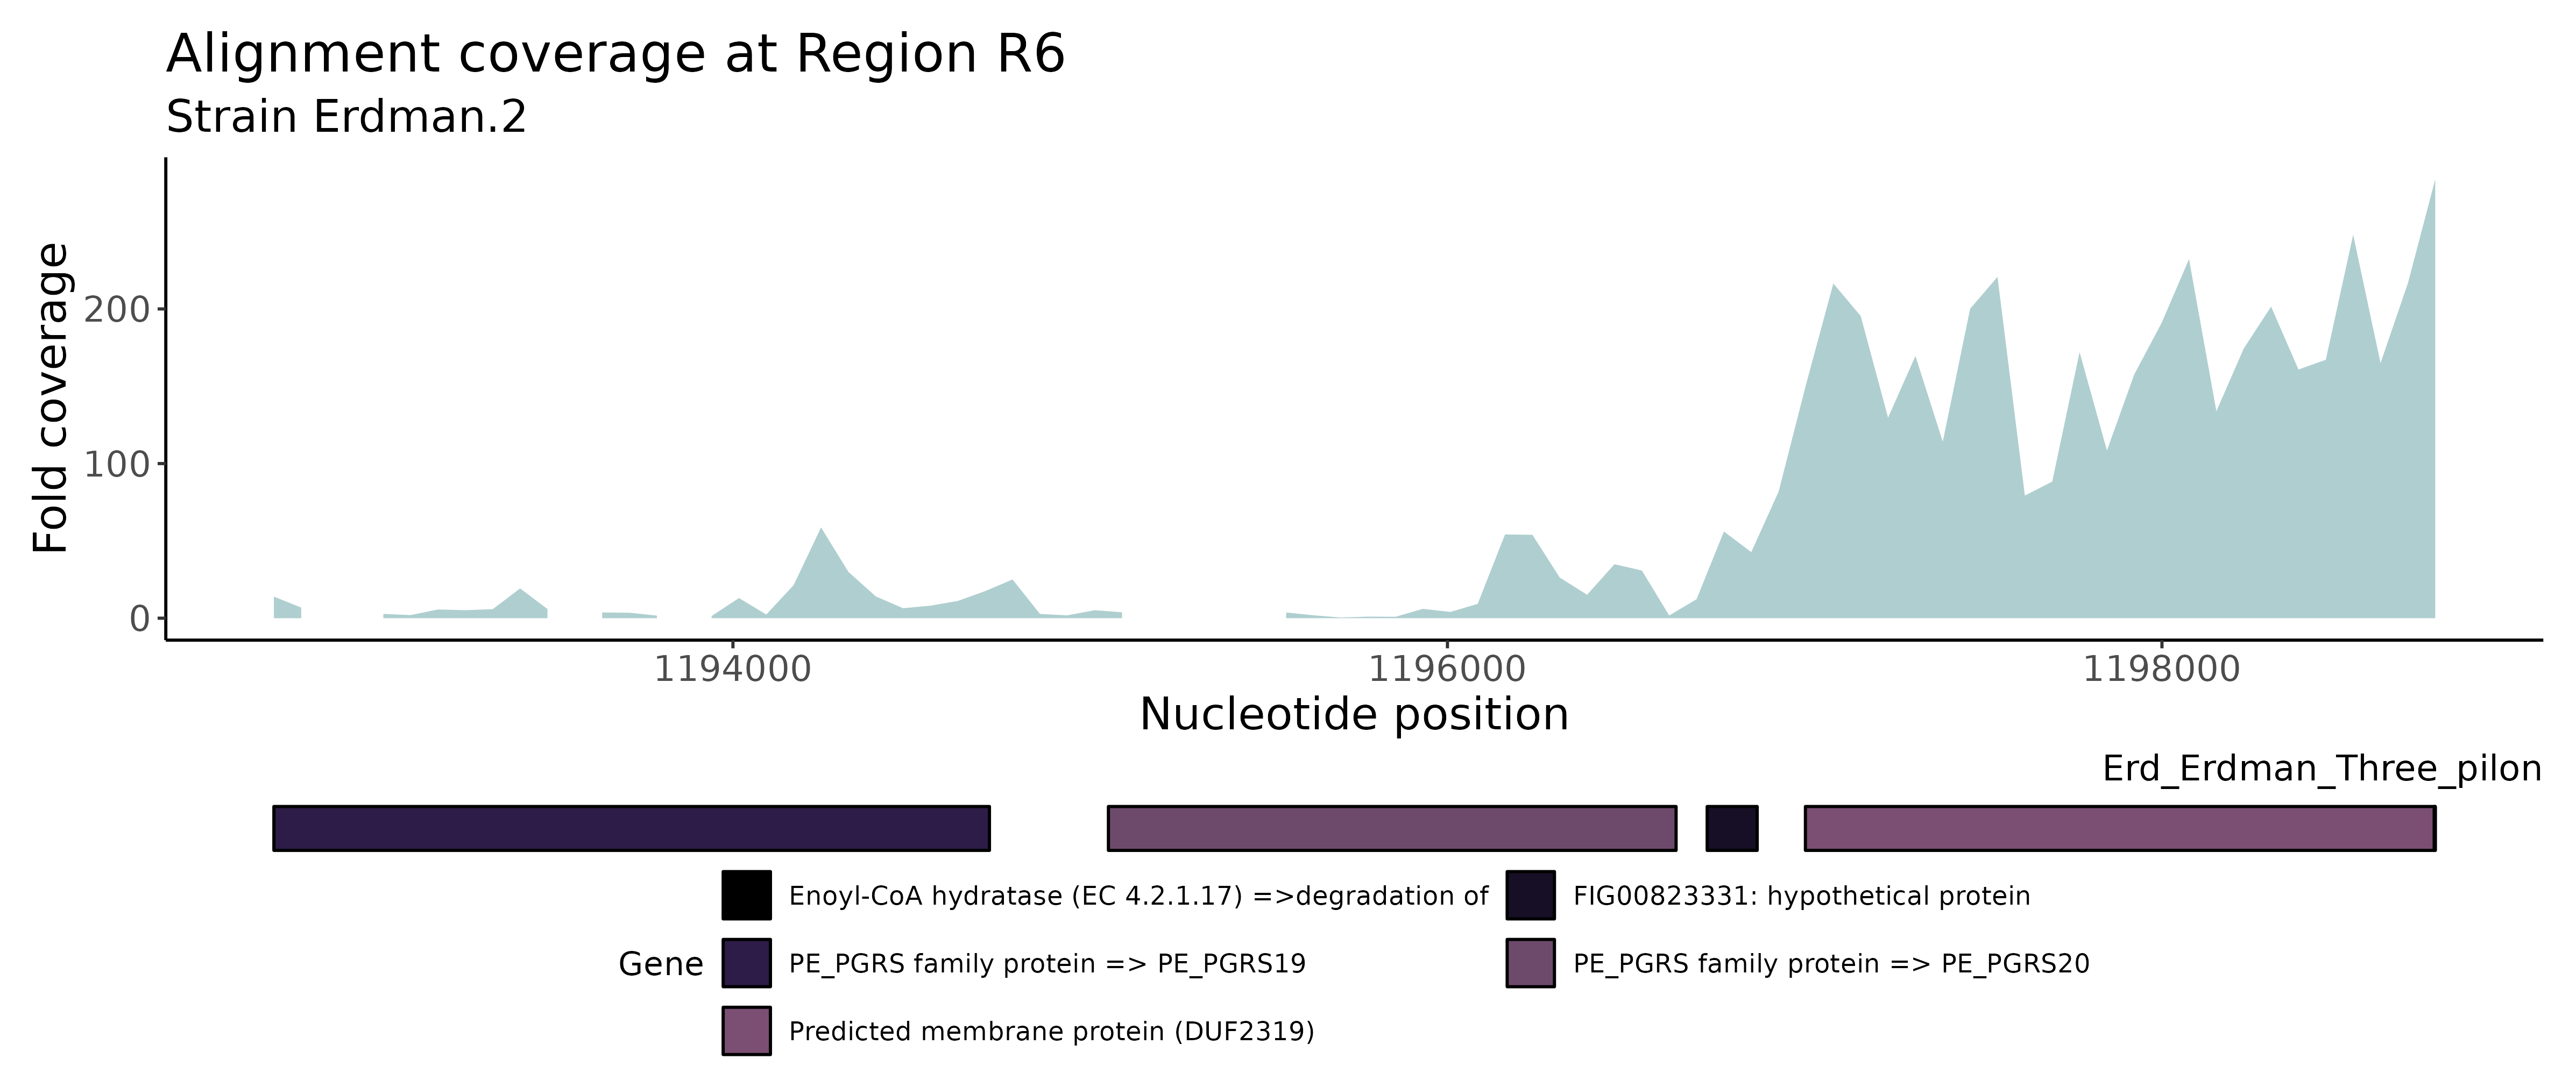 Alignment coverage at Region R6
Strain Erdman.2
Fold coverage
200
100
0
1194000 1196000 1198000
Nucleotide position
Erd_Erdman_Three_pilon
Gene
Enoyl-CoA hydratase (EC 4.2.1.17) =>degradation of
FIG00823331: hypothetical protein
PE_PGRS family protein => PE_PGRS19
PE_PGRS family protein => PE_PGRS20
Predicted membrane protein (DUF2319)